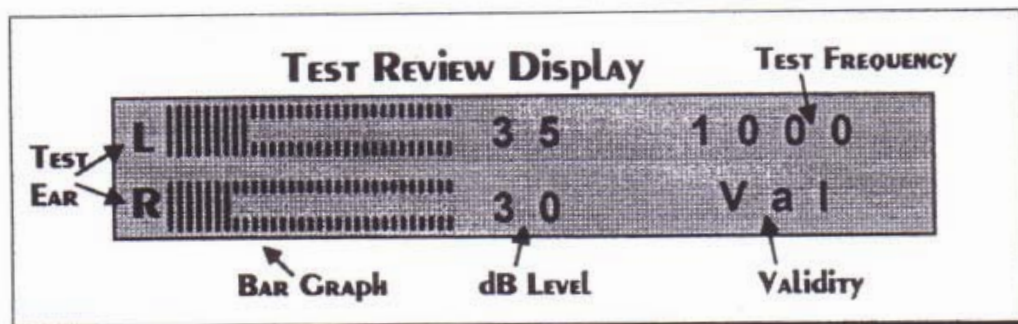 Test Review Display
Test Frequency
Test Ear
L 35 1000
R 30 Val
Bar Graph
dB Level
Validity